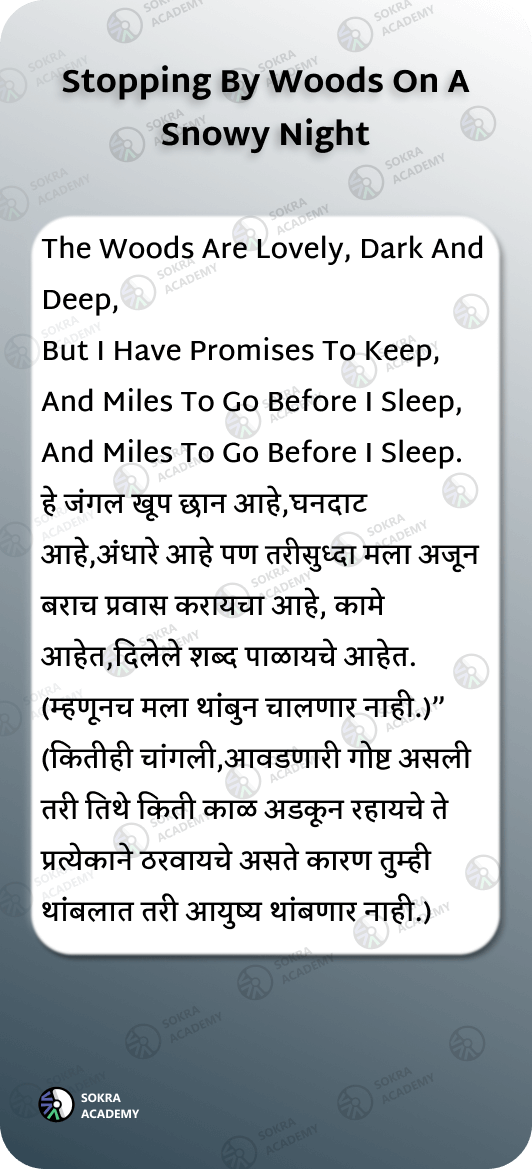 Stopping By Woods On A
Snowy Night
The Woods Are Lovely, Dark And
Deep,
But I Have Promises To Keep,
And Miles To Go Before I Sleep,
And Miles To Go Before I Sleep.
हे जंगल खूप छान आहे,घनदाट
आहे,अंधारे आहे पण तरीसुध्दा मला अजून
बराच प्रवास करायचा आहे, कामे
आहेत,दिलेले शब्द पाळायचे आहेत.
(म्हणूनच मला थांबुन चालणार नाही.)”
(कितीही चांगली,आवडणारी गोष्ट असली
तरी तिथे किती काळ अडकून रहायचे ते
प्रत्येकाने ठरवायचे असते कारण तुम्ही
थांबलात तरी आयुष्य थांबणार नाही.)
SOKRA
ACADEMY